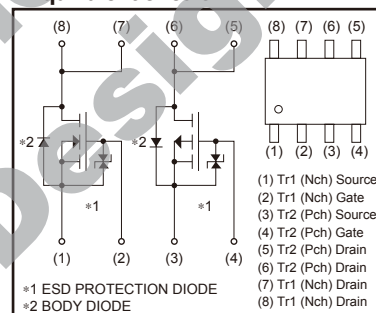 (8) (7) (6) (5)
(8) (7) (6) (5)
∗2
∗2
∗1
∗1
(1) (2) (3) (4)
(1) (2) (3) (4)
(1) Tr1 (Nch) Source
(2) Tr1 (Nch) Gate
(3) Tr2 (Pch) Source
(4) Tr2 (Pch) Gate
(5) Tr2 (Pch) Drain
(6) Tr2 (Pch) Drain
(7) Tr1 (Nch) Drain
(8) Tr1 (Nch) Drain
∗1 ESD PROTECTION DIODE
∗2 BODY DIODE